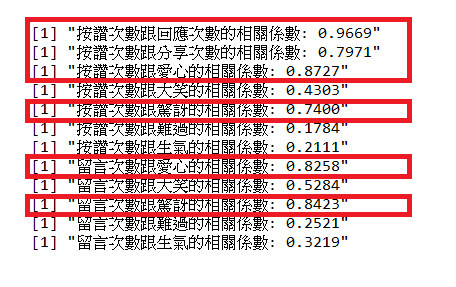 [1] "按讚次數跟回應次數的相關係數: 0.9669"
[1] "按讚次數跟分享次數的相關係數: 0.7971"
[1] "按讚次數跟愛心的相關係數: 0.8727"
[1] "按讚次數跟大笑的相關係數: 0.4303"
[1] "按讚次數跟驚訝的相關係數: 0.7400"
[1] "按讚次數跟難過的相關係數: 0.1784"
[1] "按讚次數跟生氣的相關係數: 0.2111"
[1] "留言次數跟愛心的相關係數: 0.8258"
[1] "留言次數跟大笑的相關係數: 0.5284"
[1] "留言次數跟驚訝的相關係數: 0.8423"
[1] "留言次數跟難過的相關係數: 0.2521"
[1] "留言次數跟生氣的相關係數: 0.3219"